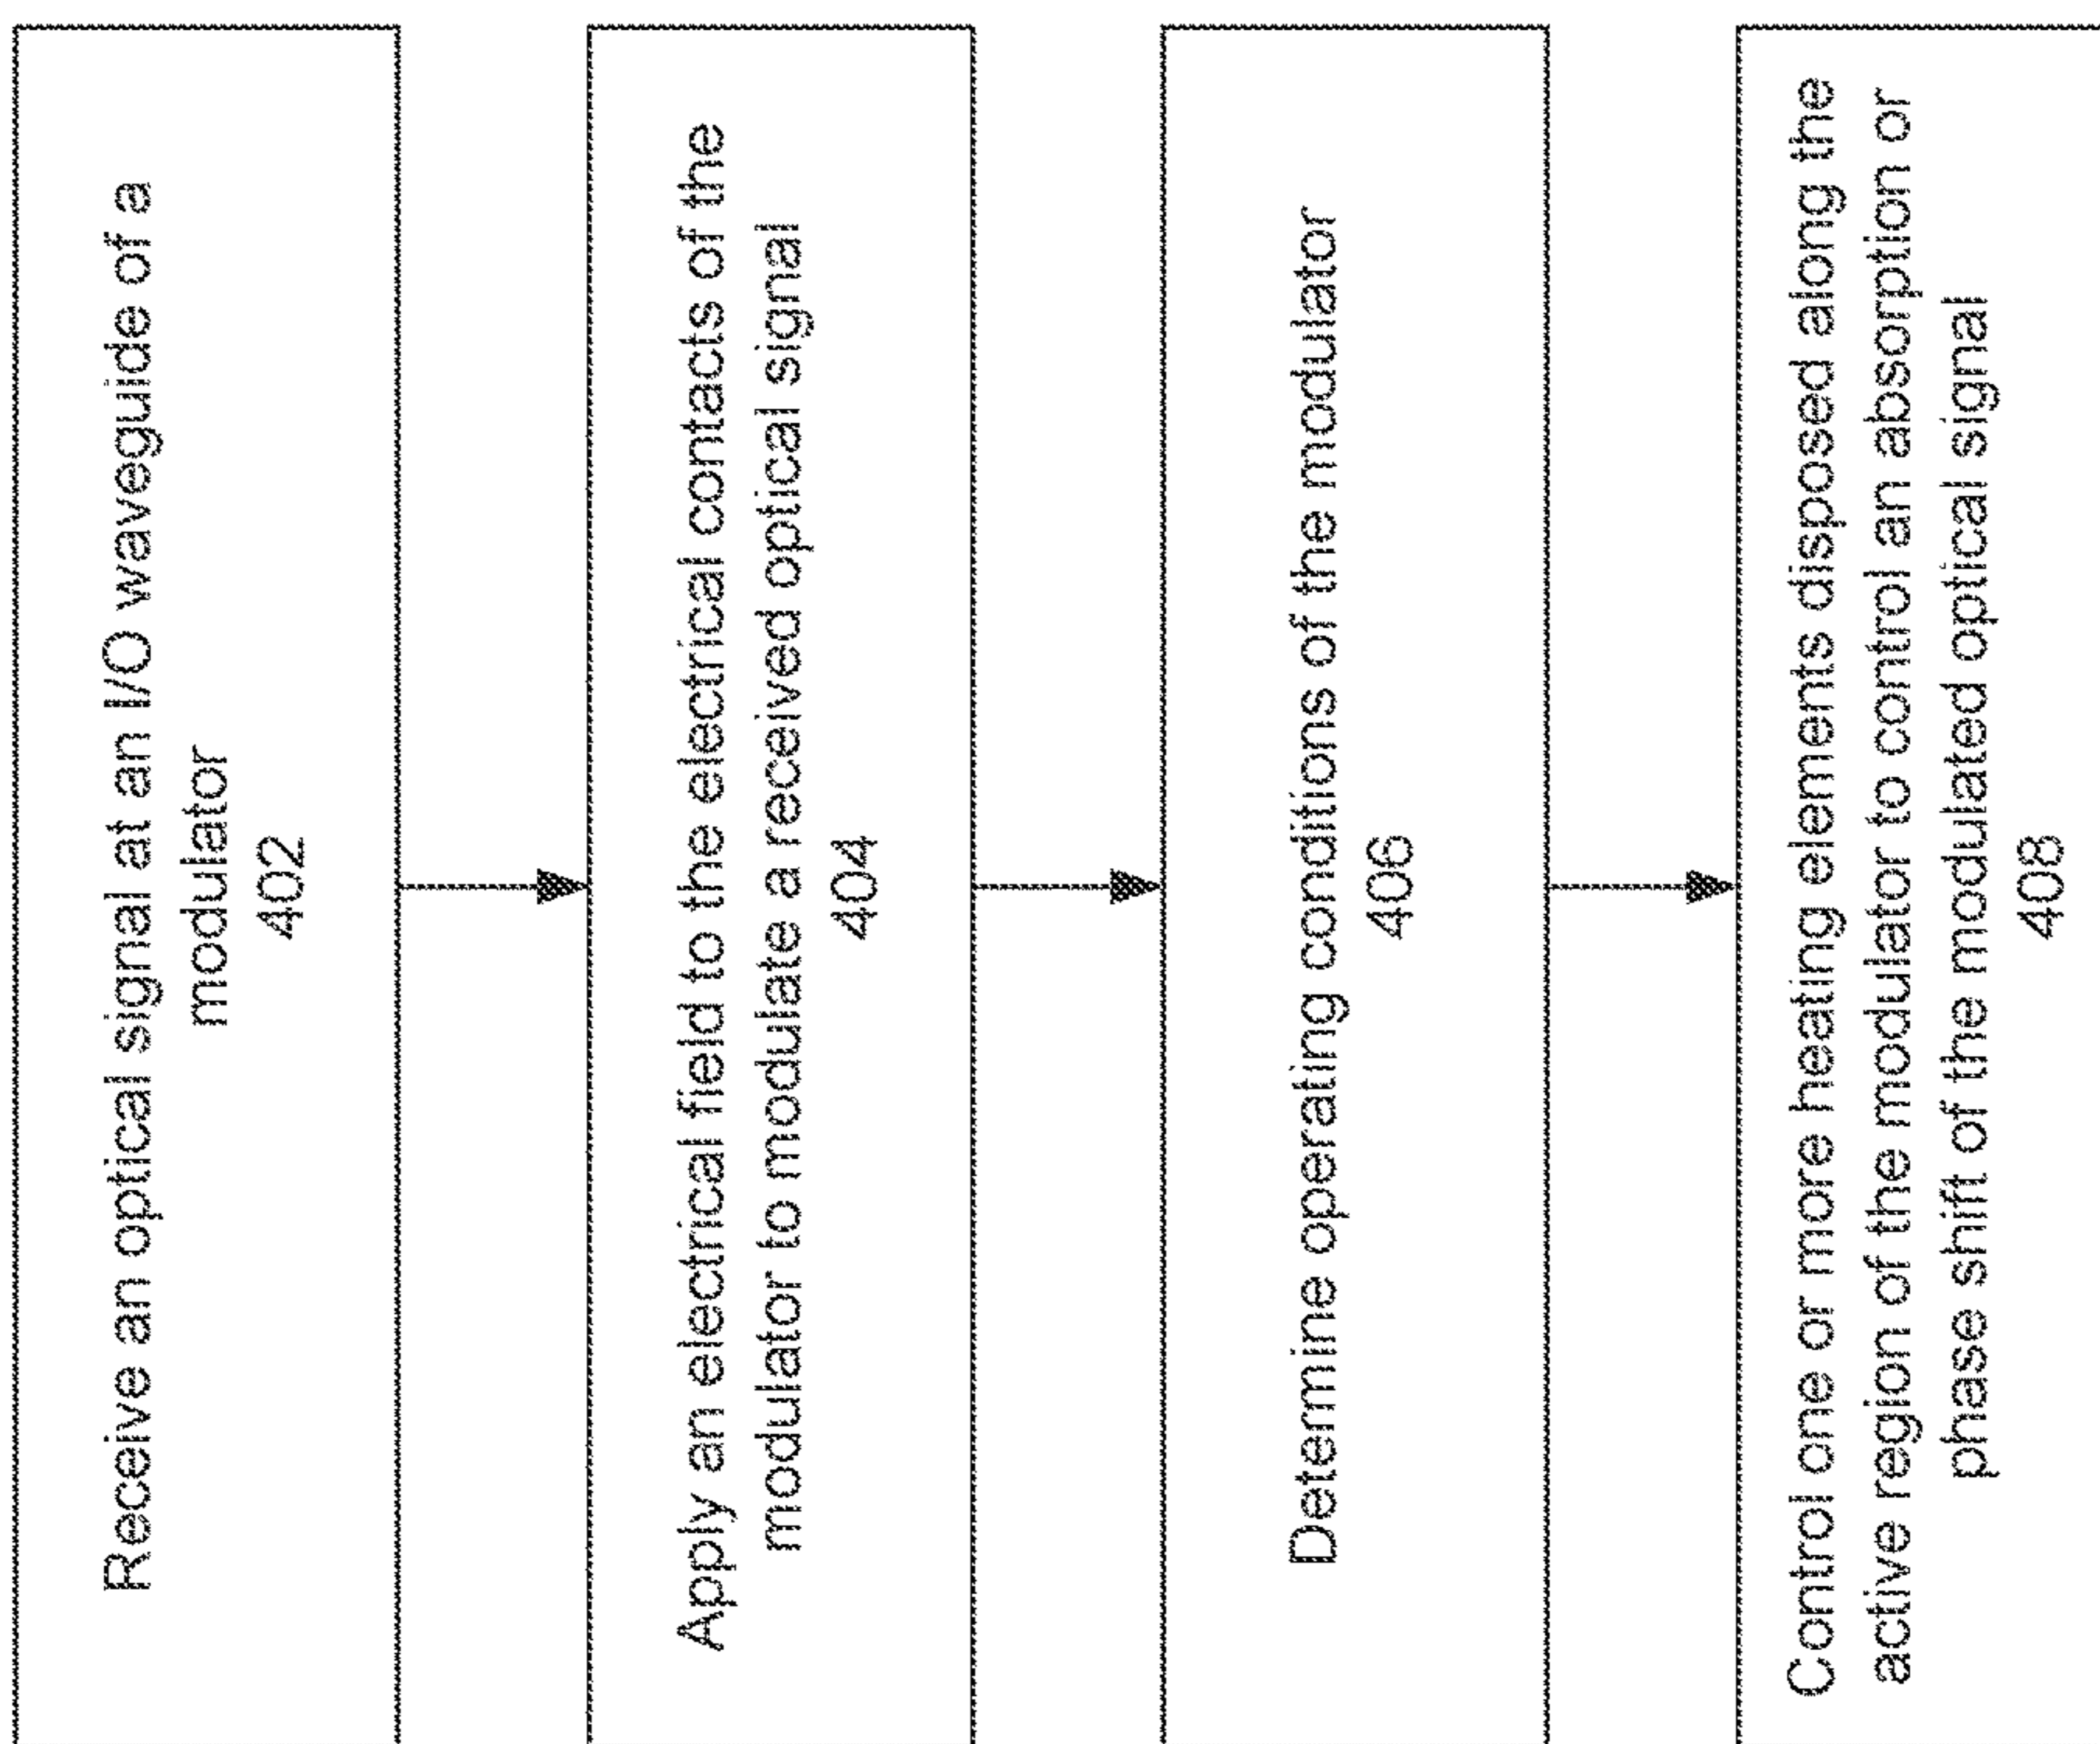 Receive an optical signal at an I/O waveguide of a
modulator
402
Apply an electrical field to the electrical contacts of the
modulator to modulate a received optical signal
404
Determine operating conditions of the modulator
406
Control one or more heating elements disposed along the
active region of the modulator to control an absorption or
phase shift of the modulated optical signal
408